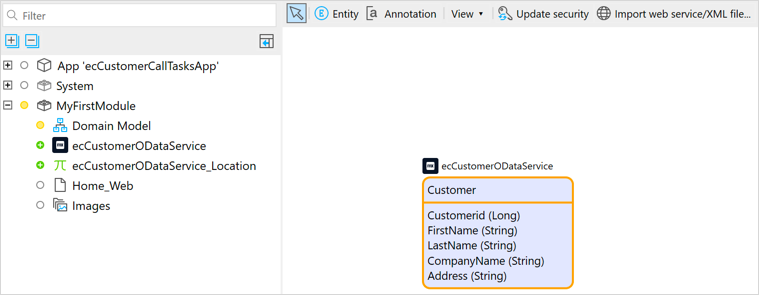 Filter
Entity
Annotation
View
Update security
Import web service/XML file...
App 'ecCustomerCallTasksApp'
System
MyFirstModule
Domain Model
ecCustomerODataService
ecCustomerODataService_Location
Home_Web
Images
ecCustomerODataService
Customer
Customerid (Long)
FirstName (String)
LastName (String)
CompanyName (String)
Address (String)